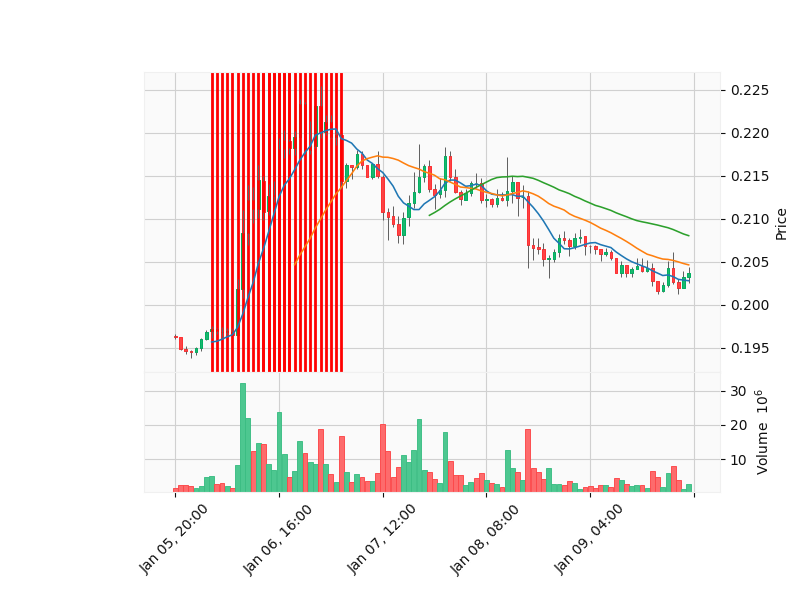 0.225
0.220
0.215
0.210
0.205
0.200
0.195
Price
30
20
10
Volume 10⁶
Jan 05, 20:00
Jan 06, 16:00
Jan 07, 12:00
Jan 08, 08:00
Jan 09, 04:00